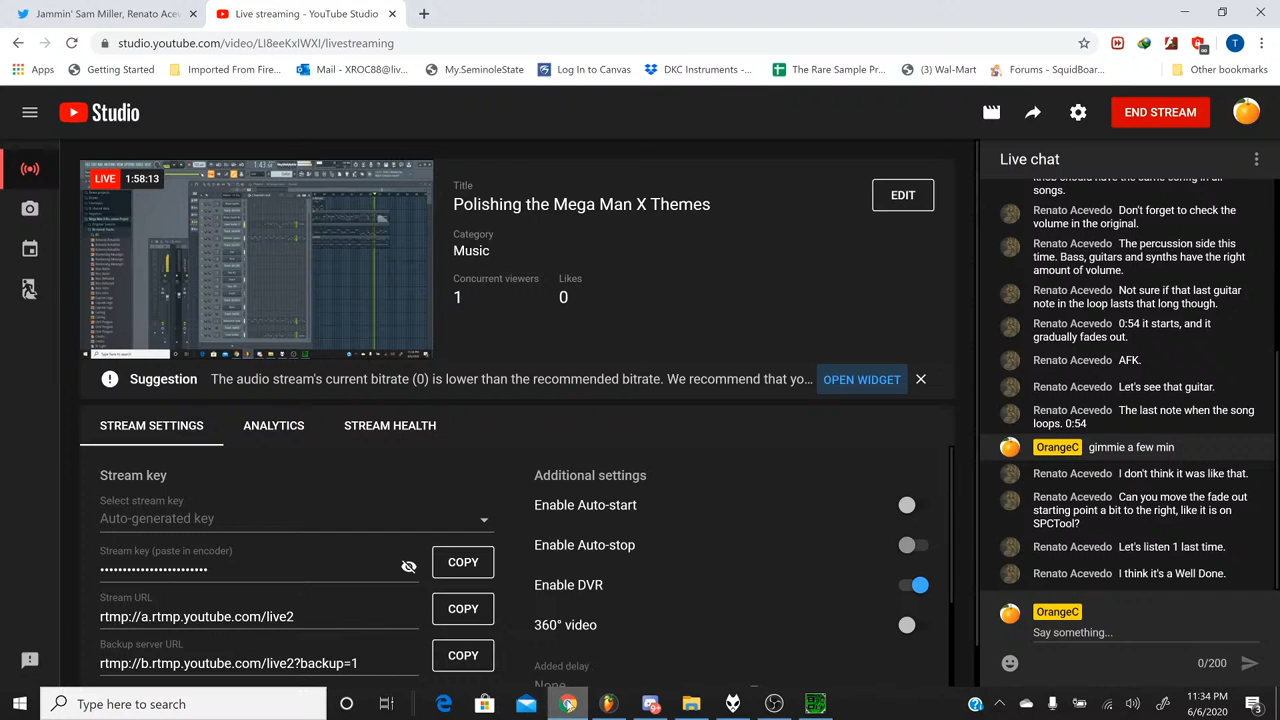 Jammin' Sam Miller, Renato Acev
Live streaming - YouTube Studio
studio.youtube.com/video/LI8eeKxIWXI/livestreaming
Apps
Getting Started
Imported From Fire...
Mail - XROC88@liv...
My.SeminoleState
Log In to Canvas
DKC Instruments -...
The Rare Sample Pr...
(3) Wal-Mart
Forums - SquidBoar...
Other bookmarks
Studio
END STREAM
LIVE 1:58:13
Title
Polishing the Mega Man X Themes
Category
Music
Concurrent viewers
Likes
1
0
EDIT
Suggestion The audio stream's current bitrate (0) is lower than the recommended bitrate. We recommend that yo...
OPEN WIDGET
STREAM SETTINGS
ANALYTICS
STREAM HEALTH
Stream key
Select stream key
Auto-generated key
Stream key (paste in encoder)
••••••••••••••••••••••
COPY
Stream URL
rtmp://a.rtmp.youtube.com/live2
COPY
Backup server URL
rtmp://b.rtmp.youtube.com/live2?backup=1
COPY
Additional settings
Enable Auto-start
Enable Auto-stop
Enable DVR
360° video
Added delay
None
Live chat
knob should have the same coring in all
songs.
Renato Acevedo Don't forget to check the
volume in the original.
Renato Acevedo The percussion side this
time. Bass, guitars and synths have the right
amount of volume.
Renato Acevedo Not sure if that last guitar
note in the loop lasts that long though.
Renato Acevedo 0:54 it starts, and it
gradually fades out.
Renato Acevedo AFK.
Renato Acevedo Let's see that guitar.
Renato Acevedo The last note when the song
loops. 0:54
OrangeC gimmie a few min
Renato Acevedo I don't think it was like that.
Renato Acevedo Can you move the fade out
starting point a bit to the right, like it is on
SPCTool?
Renato Acevedo Let's listen 1 last time.
Renato Acevedo I think it's a Well Done.
OrangeC
Say something...
0/200
Type here to search
11:34 PM
6/6/2020
3